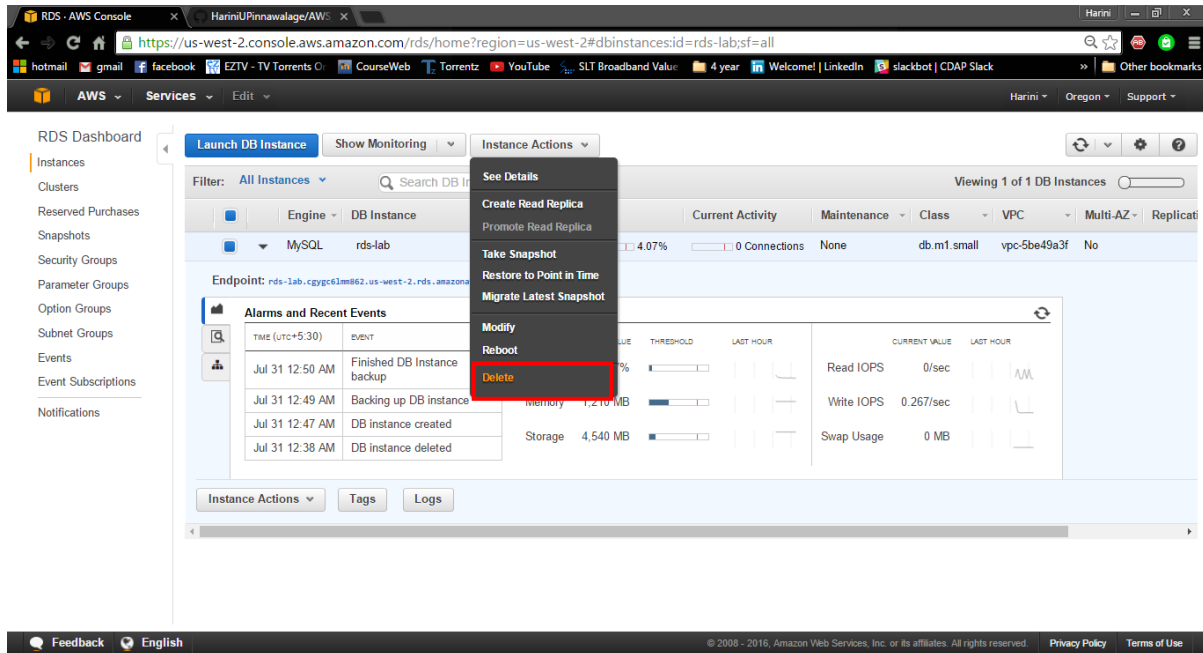 RDS · AWS Console
HariniUPinnawalage/AWS
Harini
https://us-west-2.console.aws.amazon.com/rds/home?region=us-west-2#dbinstances:id=rds-lab;sf=all
hotmail gmail facebook EZTV - TV Torrents O CourseWeb Torrentz YouTube SLT Broadband Value 4 year Welcome! | LinkedIn slackbot | CDAP Slack » Other bookmarks
AWS Services Edit Harini Oregon Support
RDS Dashboard
Instances
Clusters
Reserved Purchases
Snapshots
Security Groups
Parameter Groups
Option Groups
Subnet Groups
Events
Event Subscriptions
Notifications
Launch DB Instance Show Monitoring Instance Actions
Filter: All Instances Search DB In Viewing 1 of 1 DB Instances
Engine DB Instance Current Activity Maintenance Class VPC Multi-AZ Replicati
MySQL rds-lab 4.07% 0 Connections None db.m1.small vpc-5be49a3f No
Endpoint: rds-lab.cgygc6lmm862.us-west-2.rds.amazona
See Details
Create Read Replica
Promote Read Replica
Take Snapshot
Restore to Point in Time
Migrate Latest Snapshot
Modify
Reboot
Delete
Alarms and Recent Events
TIME (UTC+5:30) EVENT
Jul 31 12:50 AM Finished DB Instance backup
Jul 31 12:49 AM Backing up DB instance
Jul 31 12:47 AM DB instance created
Jul 31 12:38 AM DB instance deleted
LUE THRESHOLD LAST HOUR CURRENT VALUE LAST HOUR
% Read IOPS 0/sec
Memory 1,210 MB Write IOPS 0.267/sec
Storage 4,540 MB Swap Usage 0 MB
Instance Actions Tags Logs
Feedback English © 2008 - 2016, Amazon Web Services, Inc. or its affiliates. All rights reserved. Privacy Policy Terms of Use